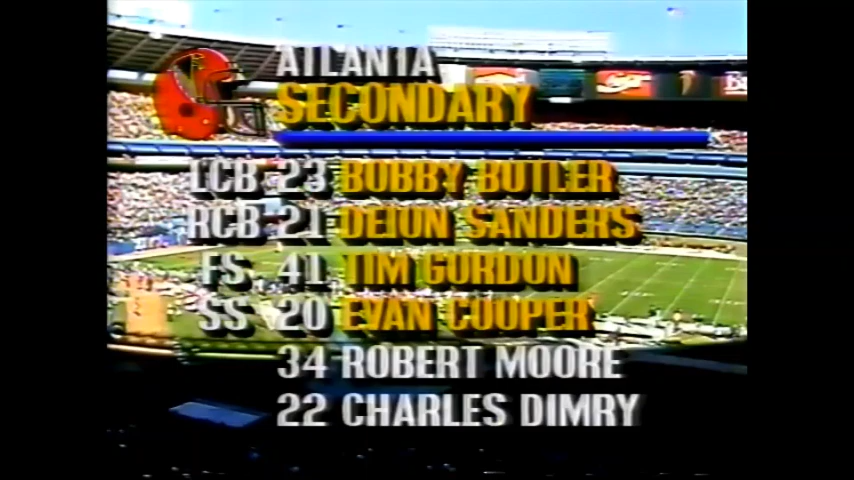 ATLANTA
SECONDARY
LCB 23 BOBBY BUTLER
RCB 21 DEION SANDERS
FS 41 TIM GORDON
SS 20 EVAN COOPER
34 ROBERT MOORE
22 CHARLES DIMRY